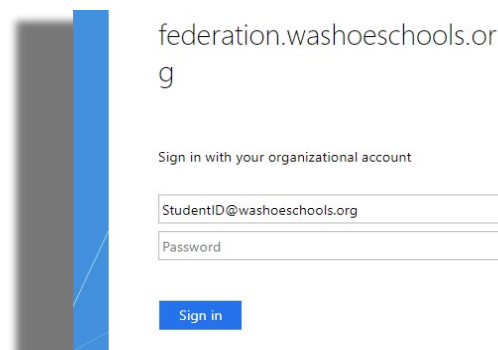 federation.washoeschools.or
g
Sign in with your organizational account
StudentID@washoeschools.org
Password
Sign in